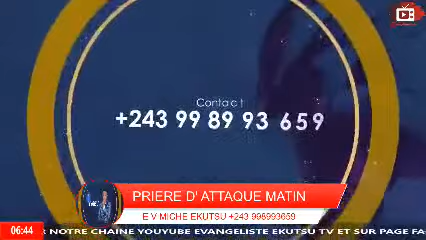 Contact
+243 99 89 93 659
PRIERE D' ATTAQUE MATIN
E V MICHE EKUTSU +243 998993659
06:44
R NOTRE CHAINE YOUYUBE EVANGELISTE EKUTSU TV ET SUR PAGE FA